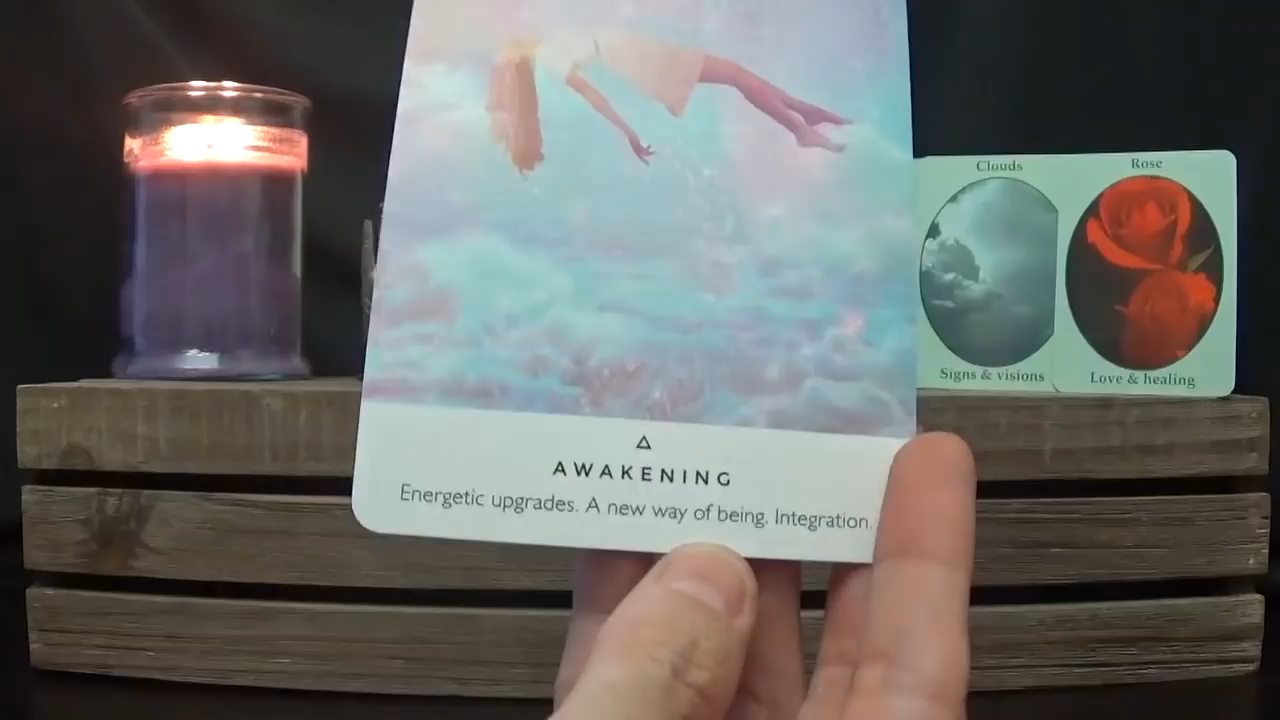 Clouds
Signs & visions
Rose
Love & healing
AWAKENING
Energetic upgrades. A new way of being. Integration.